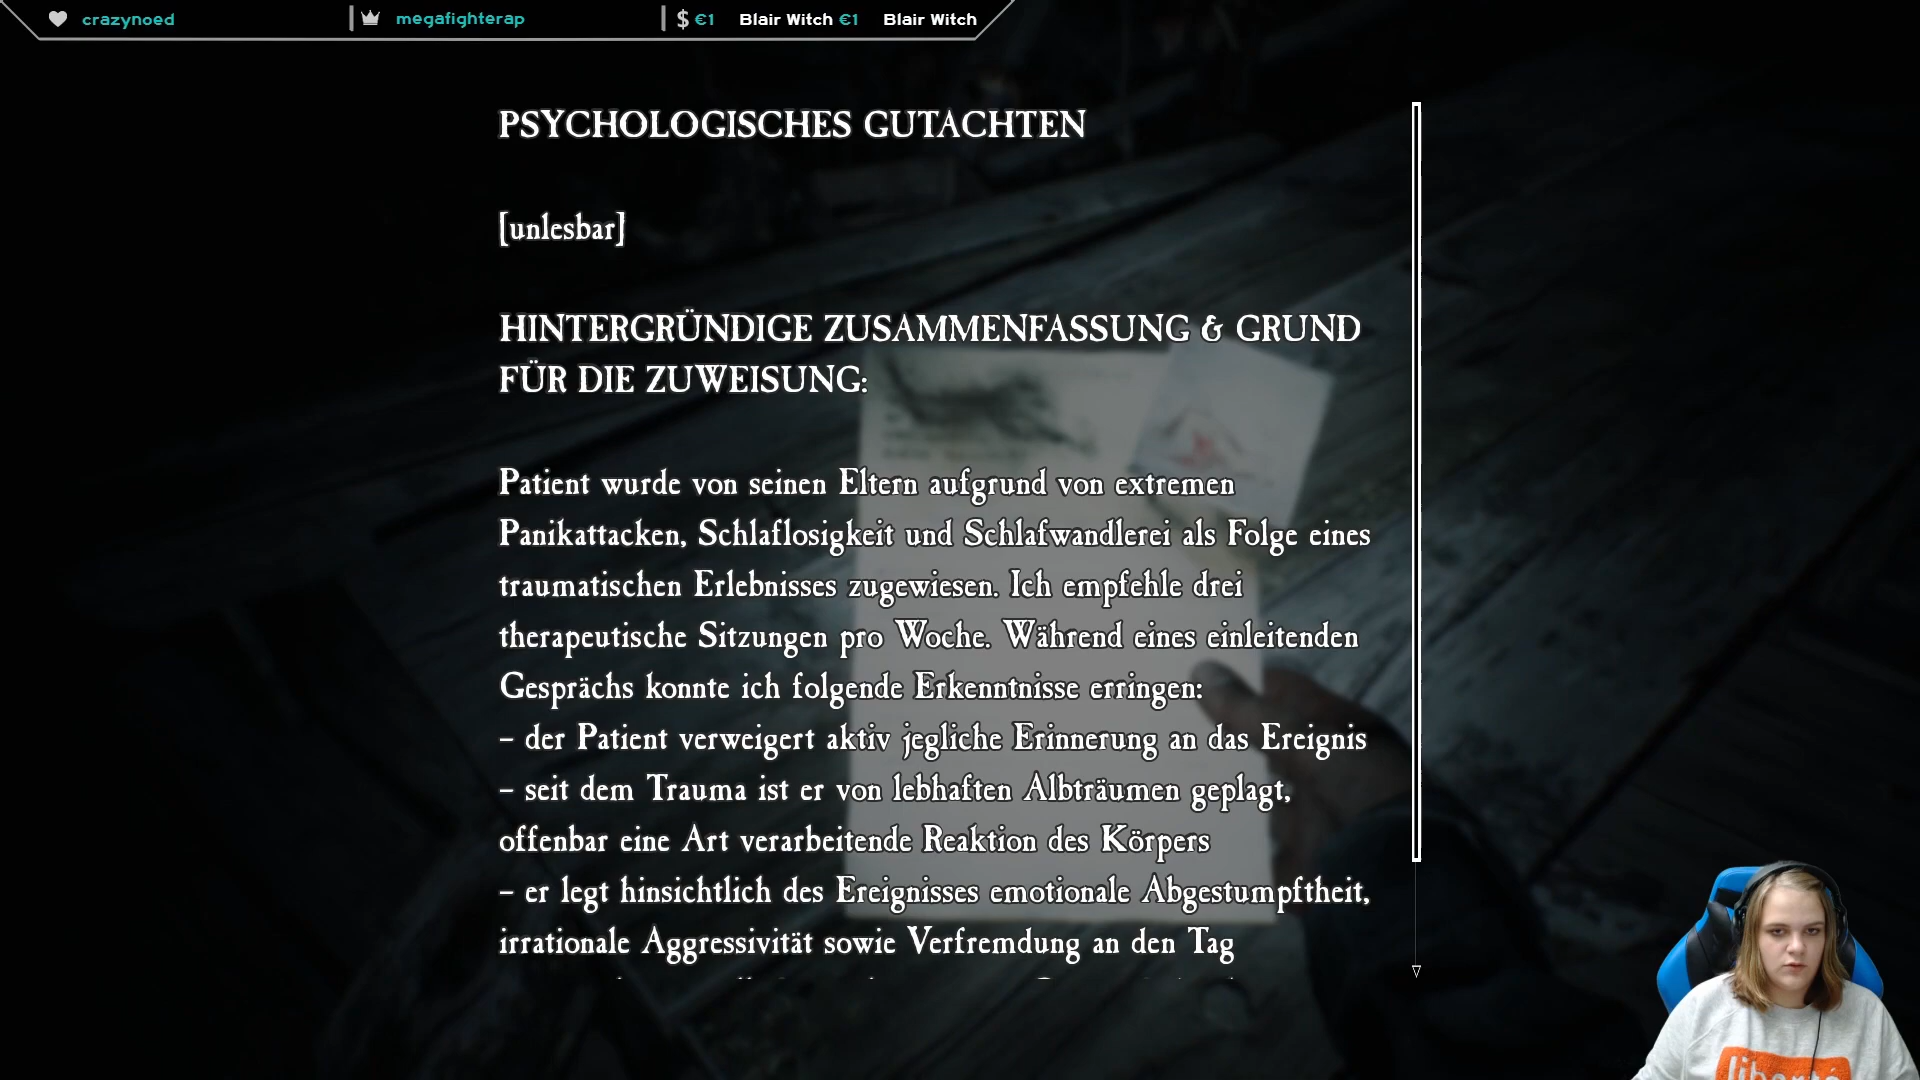 crazynoed
megafighterap
$ €1 Blair Witch €1 Blair Witch
PSYCHOLOGISCHES GUTACHTEN
[unlesbar]
HINTERGRÜNDIGE ZUSAMMENFASSUNG & GRUND
FÜR DIE ZUWEISUNG:
Patient wurde von seinen Eltern aufgrund von extremen
Panikattacken, Schlaflosigkeit und Schlafwandlerei als Folge eines
traumatischen Erlebnisses zugewiesen. Ich empfehle drei
therapeutische Sitzungen pro Woche. Während eines einleitenden
Gesprächs konnte ich folgende Erkenntnisse erringen:
– der Patient verweigert aktiv jegliche Erinnerung an das Ereignis
– seit dem Trauma ist er von lebhaften Albträumen geplagt,
offenbar eine Art verarbeitende Reaktion des Körpers
– er legt hinsichtlich des Ereignisses emotionale Abgestumpftheit,
irrationale Aggressivität sowie Verfremdung an den Tag
liberté